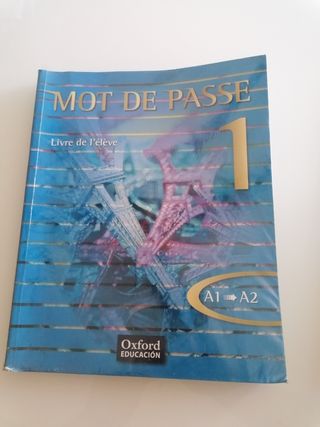 MOT DE PASSE
1
Livre de l'élève
A1 A2
Oxford
EDUCACIÓN